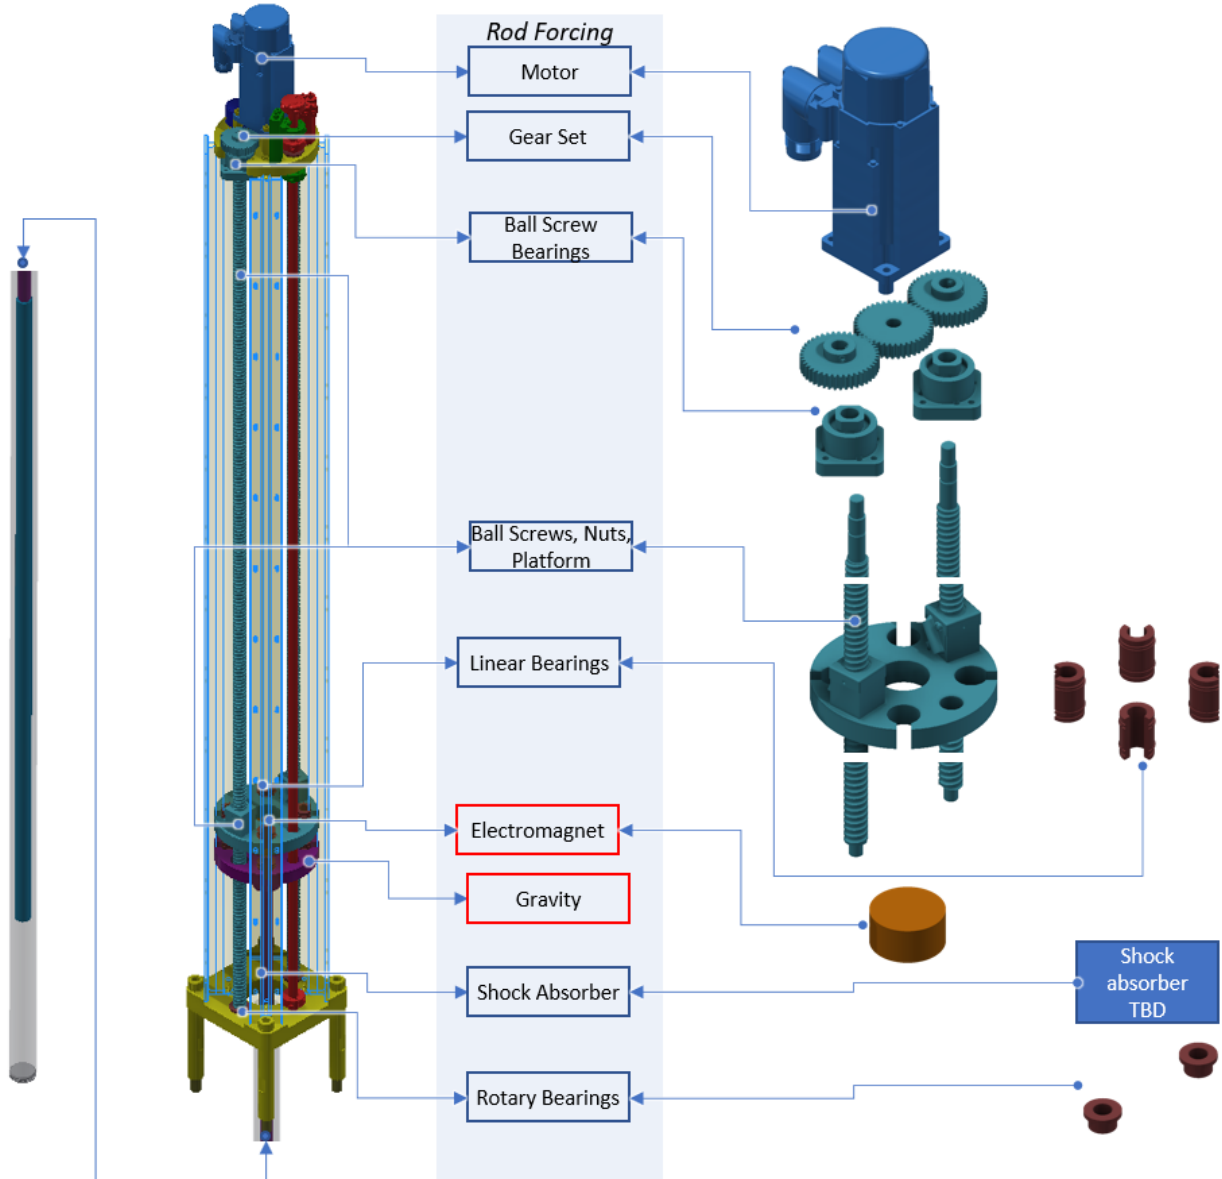 Rod Forcing
Motor
Gear Set
Ball Screw
Bearings
Ball Screws, Nuts,
Platform
Linear Bearings
Electromagnet
Gravity
Shock Absorber
Shock
absorber
TBD
Rotary Bearings